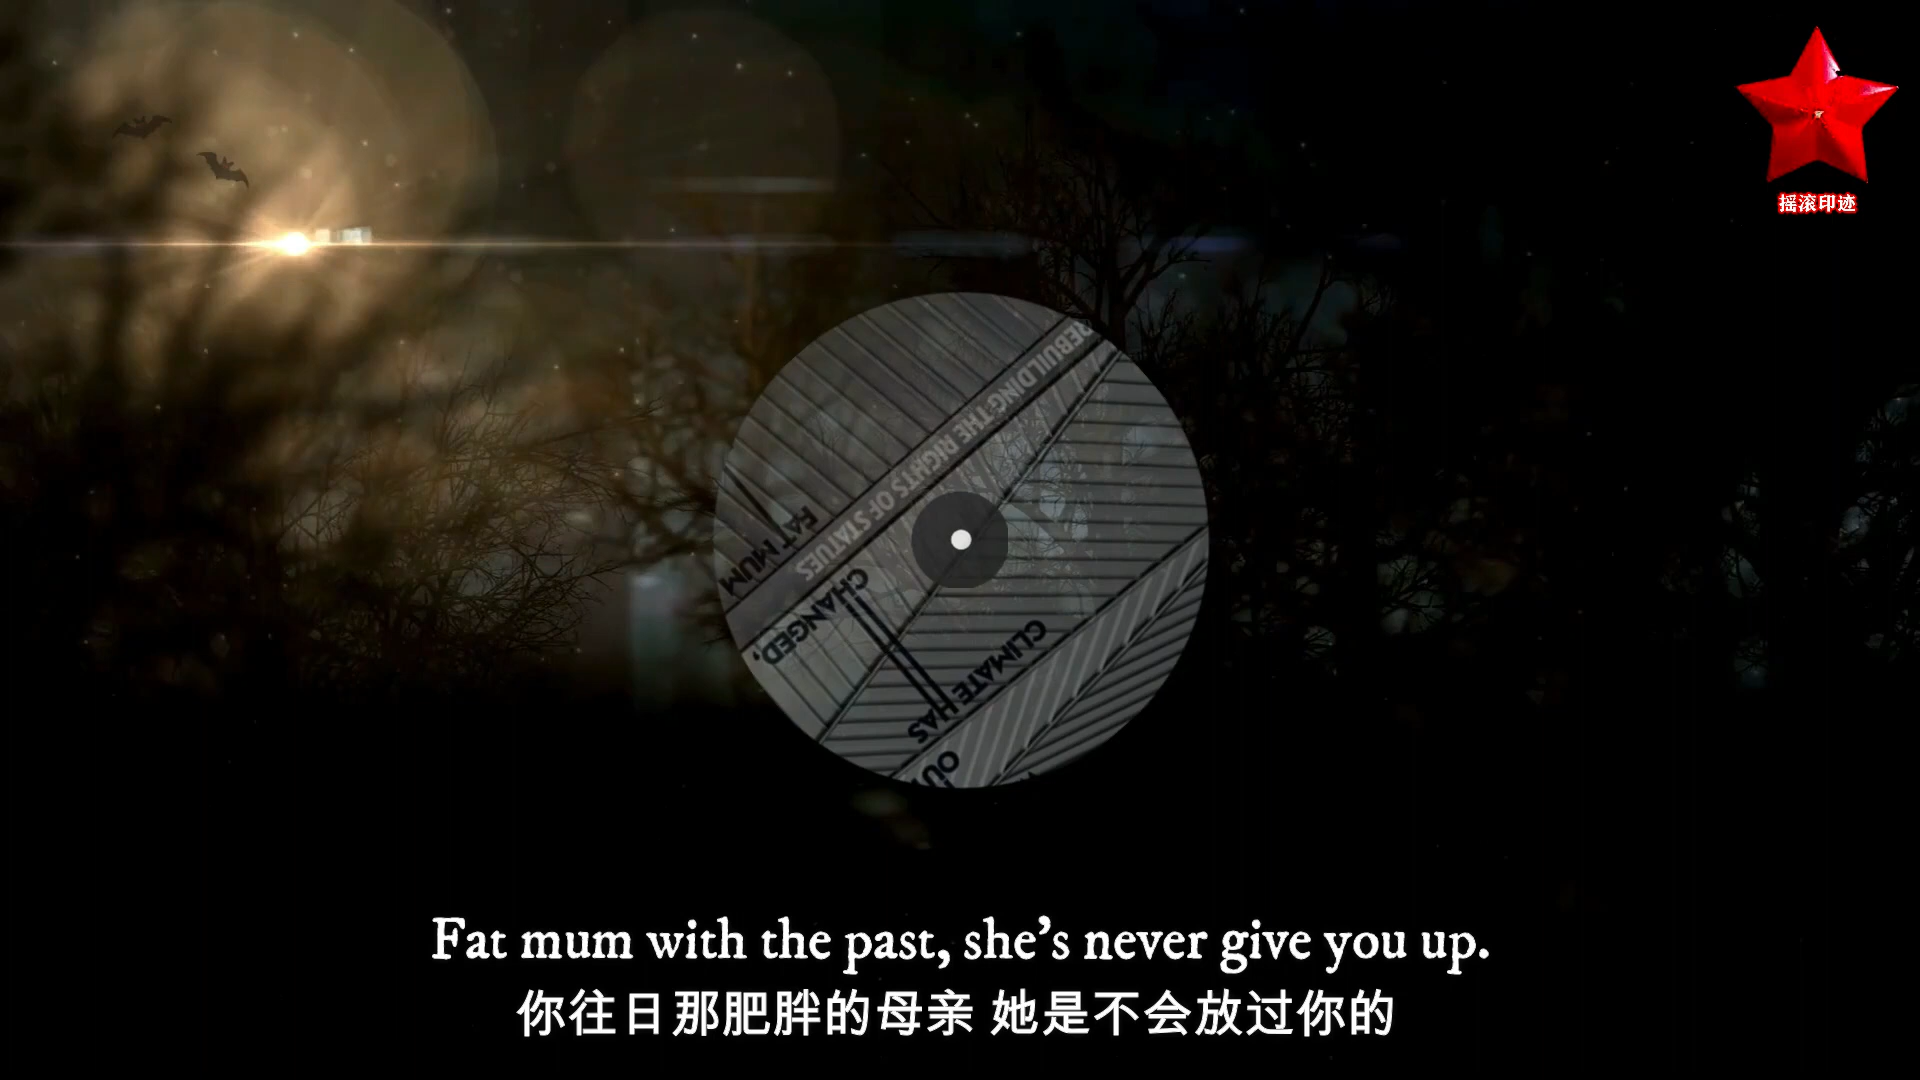 摇滚印迹
REBUILDING THE RIGHTS OF STATUES
FAT MUM
CHANGED,
CLIMATE HAS
OU
Fat mum with the past, she's never give you up.
你往日那肥胖的母亲 她是不会放过你的